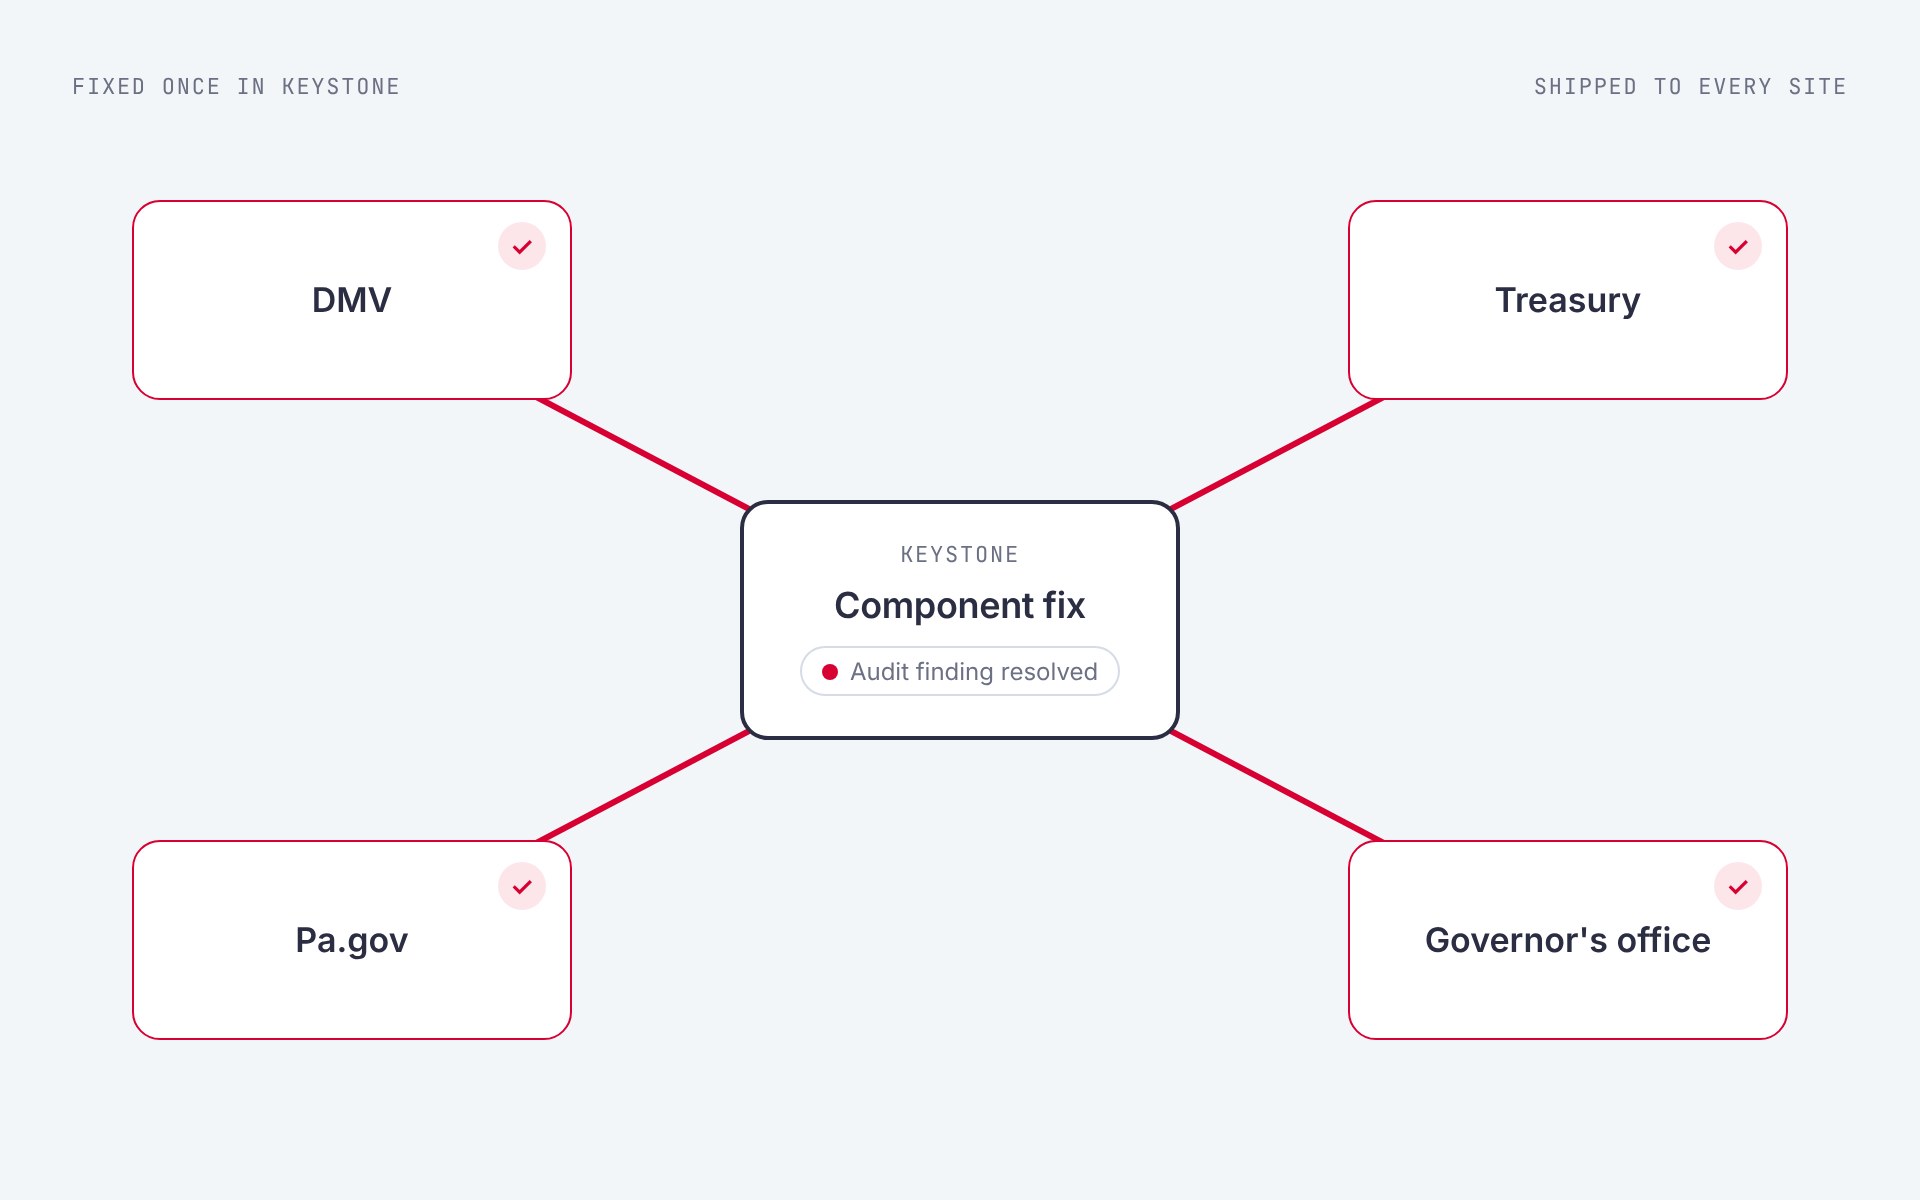 FIXED ONCE IN KEYSTONE
SHIPPED TO EVERY SITE
DMV
Treasury
KEYSTONE
Component fix
Audit finding resolved
Pa.gov
Governor's office